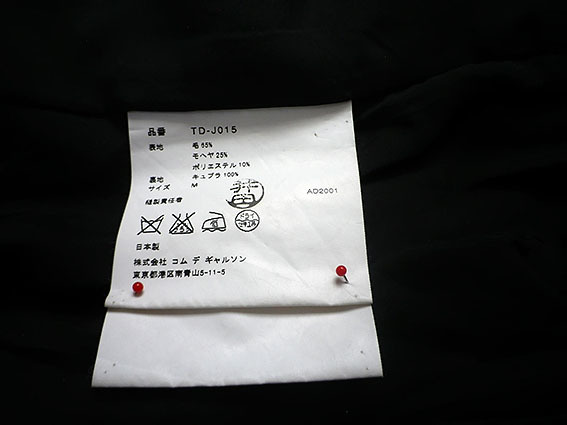 品番 TD-J015
表地 毛 65%
モヘヤ 25%
ポリエステル 10%
裏地 キュプラ 100%
サイズ M
AD2001
縫製責任者
ドライ
日本製
株式会社 コム デ ギャルソン
東京都港区南青山5-11-5